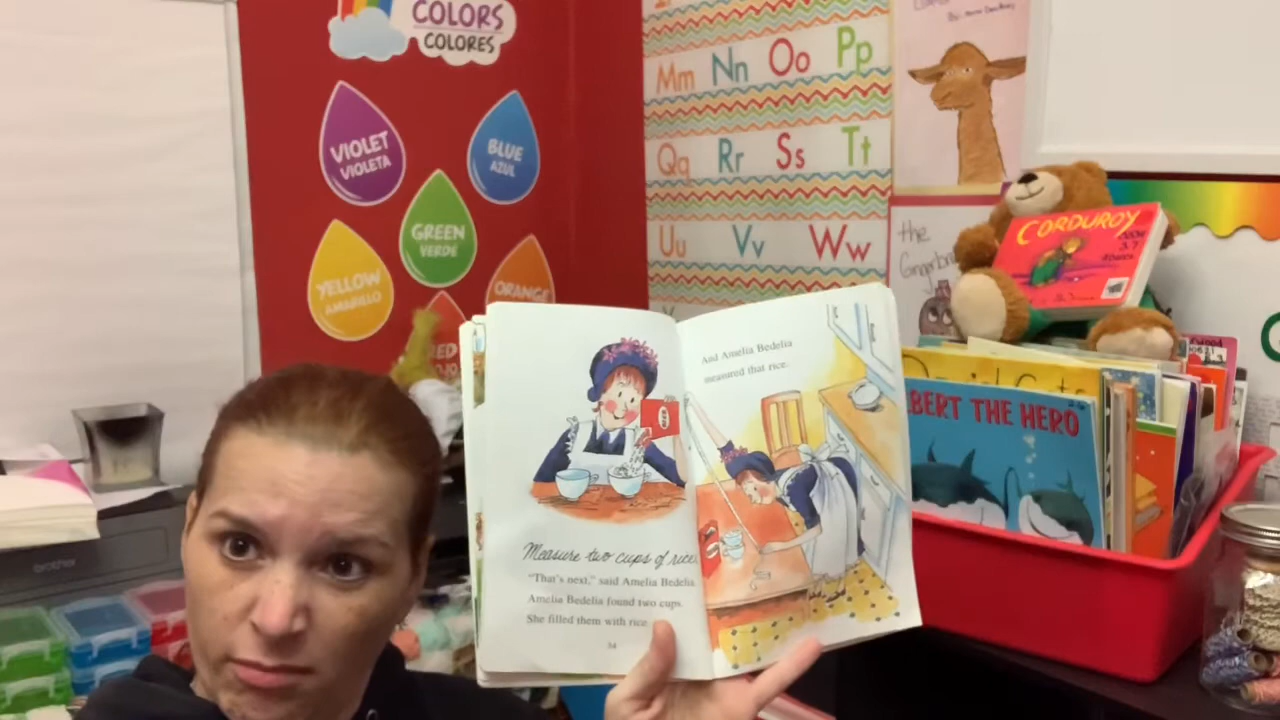 COLORS
COLORES
VIOLET
VIOLETA
BLUE
AZUL
GREEN
VERDE
YELLOW
AMARILLO
ORANGE
RED
Mm Nn Oo Pp
Qq Rr Ss Tt
Uu Vv Ww
the
CORDUROY
BERT THE HERO
brother
Measure two cups of rice.
"That's next," said Amelia Bedelia
Amelia Bedelia found two cups.
She filled them with rice.
34
And Amelia Bedelia
measured that rice.